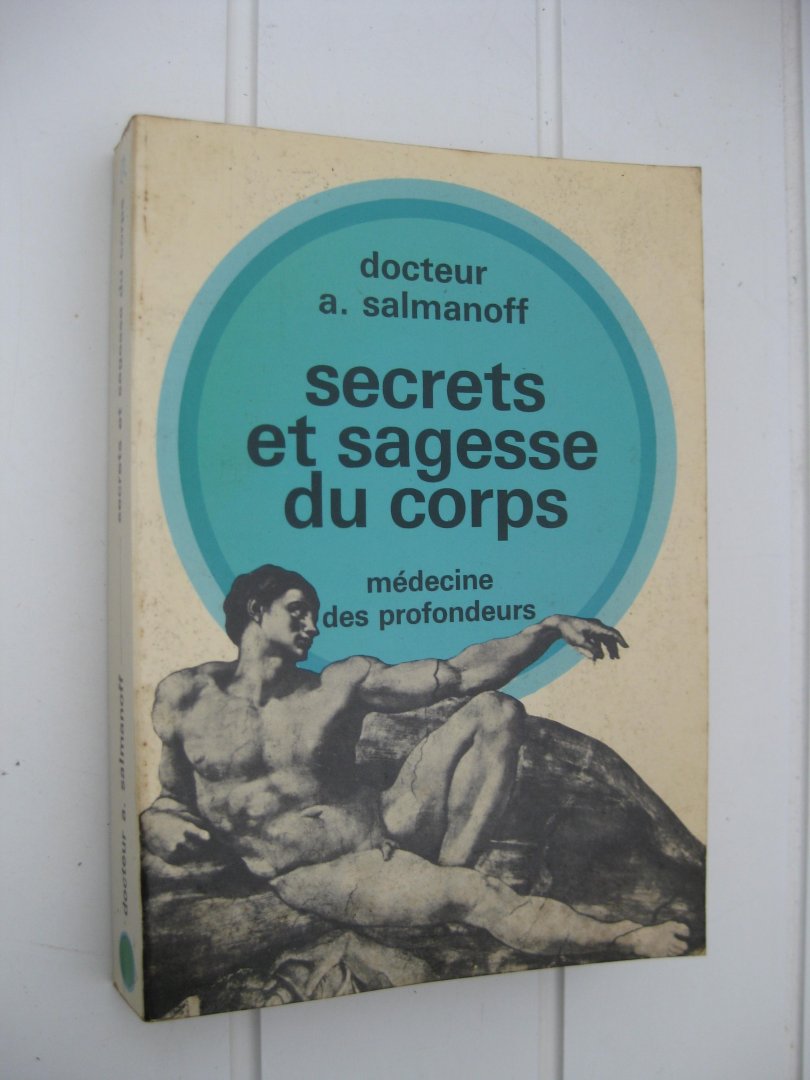 docteur
a. salmanoff
secrets
et sagesse
du corps
médecine
des profondeurs
docteur a. salmanoff
secrets et sagesse du corps